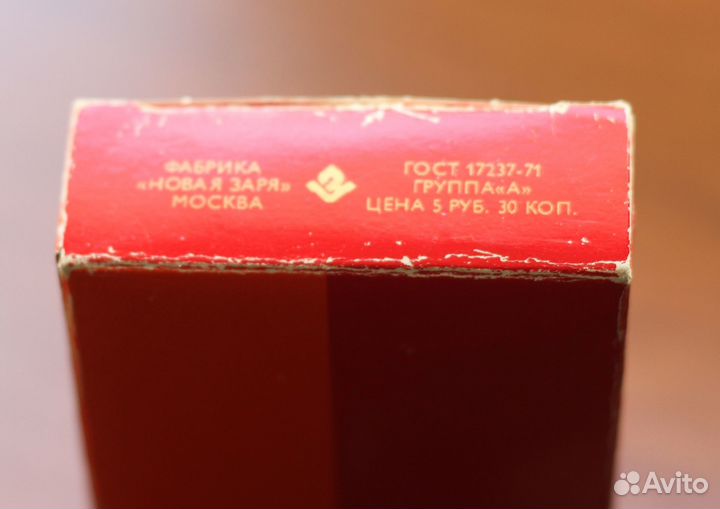 ФАБРИКА
«НОВАЯ ЗАРЯ»
МОСКВА
ГОСТ 17237-71
ГРУППА «А»
ЦЕНА 5 РУБ. 30 КОП.
Avito